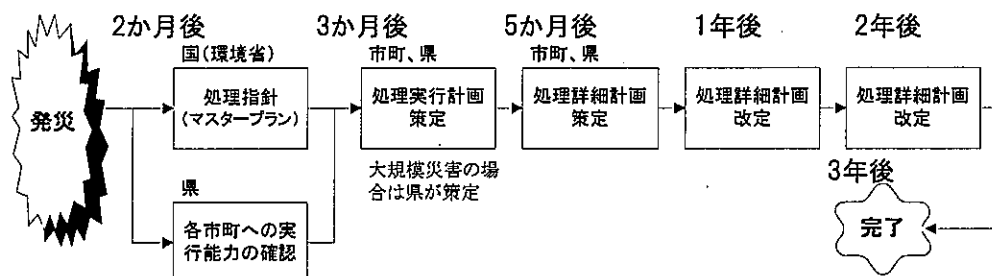 2か月後
3か月後
5か月後
1年後
2年後
国(環境省)
市町、県
市町、県
発災
処理指針
(マスタープラン)
処理実行計画
策定
処理詳細計画
策定
処理詳細計画
改定
処理詳細計画
改定
大規模災害の場
合は県が策定
県
各市町への実
行能力の確認
3年後
完了